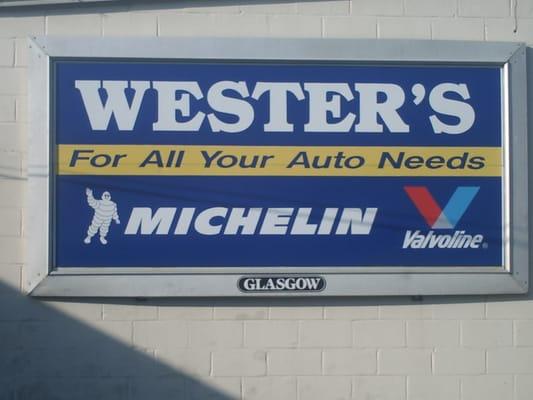 WESTER'S
For All Your Auto Needs
MICHELIN
Valvoline
GLASGOW